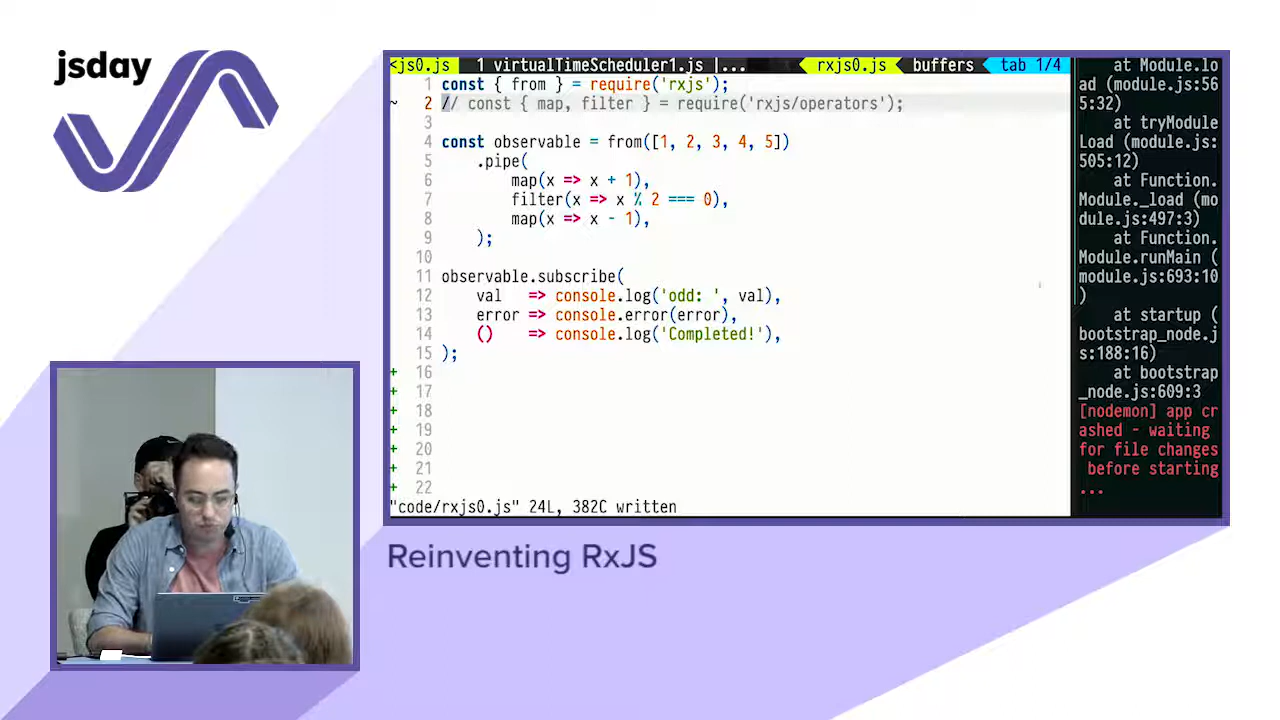 jsday
<js0.js 1 virtualTimeScheduler1.js |... rxjs0.js buffers tab 1/4
1 const { from } = require('rxjs');
~ 2 // const { map, filter } = require('rxjs/operators');
3
4 const observable = from([1, 2, 3, 4, 5])
5 .pipe(
6 map(x => x + 1),
7 filter(x => x % 2 === 0),
8 map(x => x - 1),
9 );
10
11 observable.subscribe(
12 val => console.log('odd: ', val),
13 error => console.error(error),
14 () => console.log('Completed!'),
15 );
+ 16
+ 17
+ 18
+ 19
+ 20
+ 21
+ 22
"code/rxjs0.js" 24L, 382C written
at Module.lo
ad (module.js:56
5:32)
at tryModule
Load (module.js:
505:12)
at Function.
Module._load (mo
dule.js:497:3)
at Function.
Module.runMain (
module.js:693:10
)
at startup (
bootstrap_node.j
s:188:16)
at bootstrap
_node.js:609:3
[nodemon] app cr
ashed - waiting
for file changes
before starting
...
Reinventing RxJS